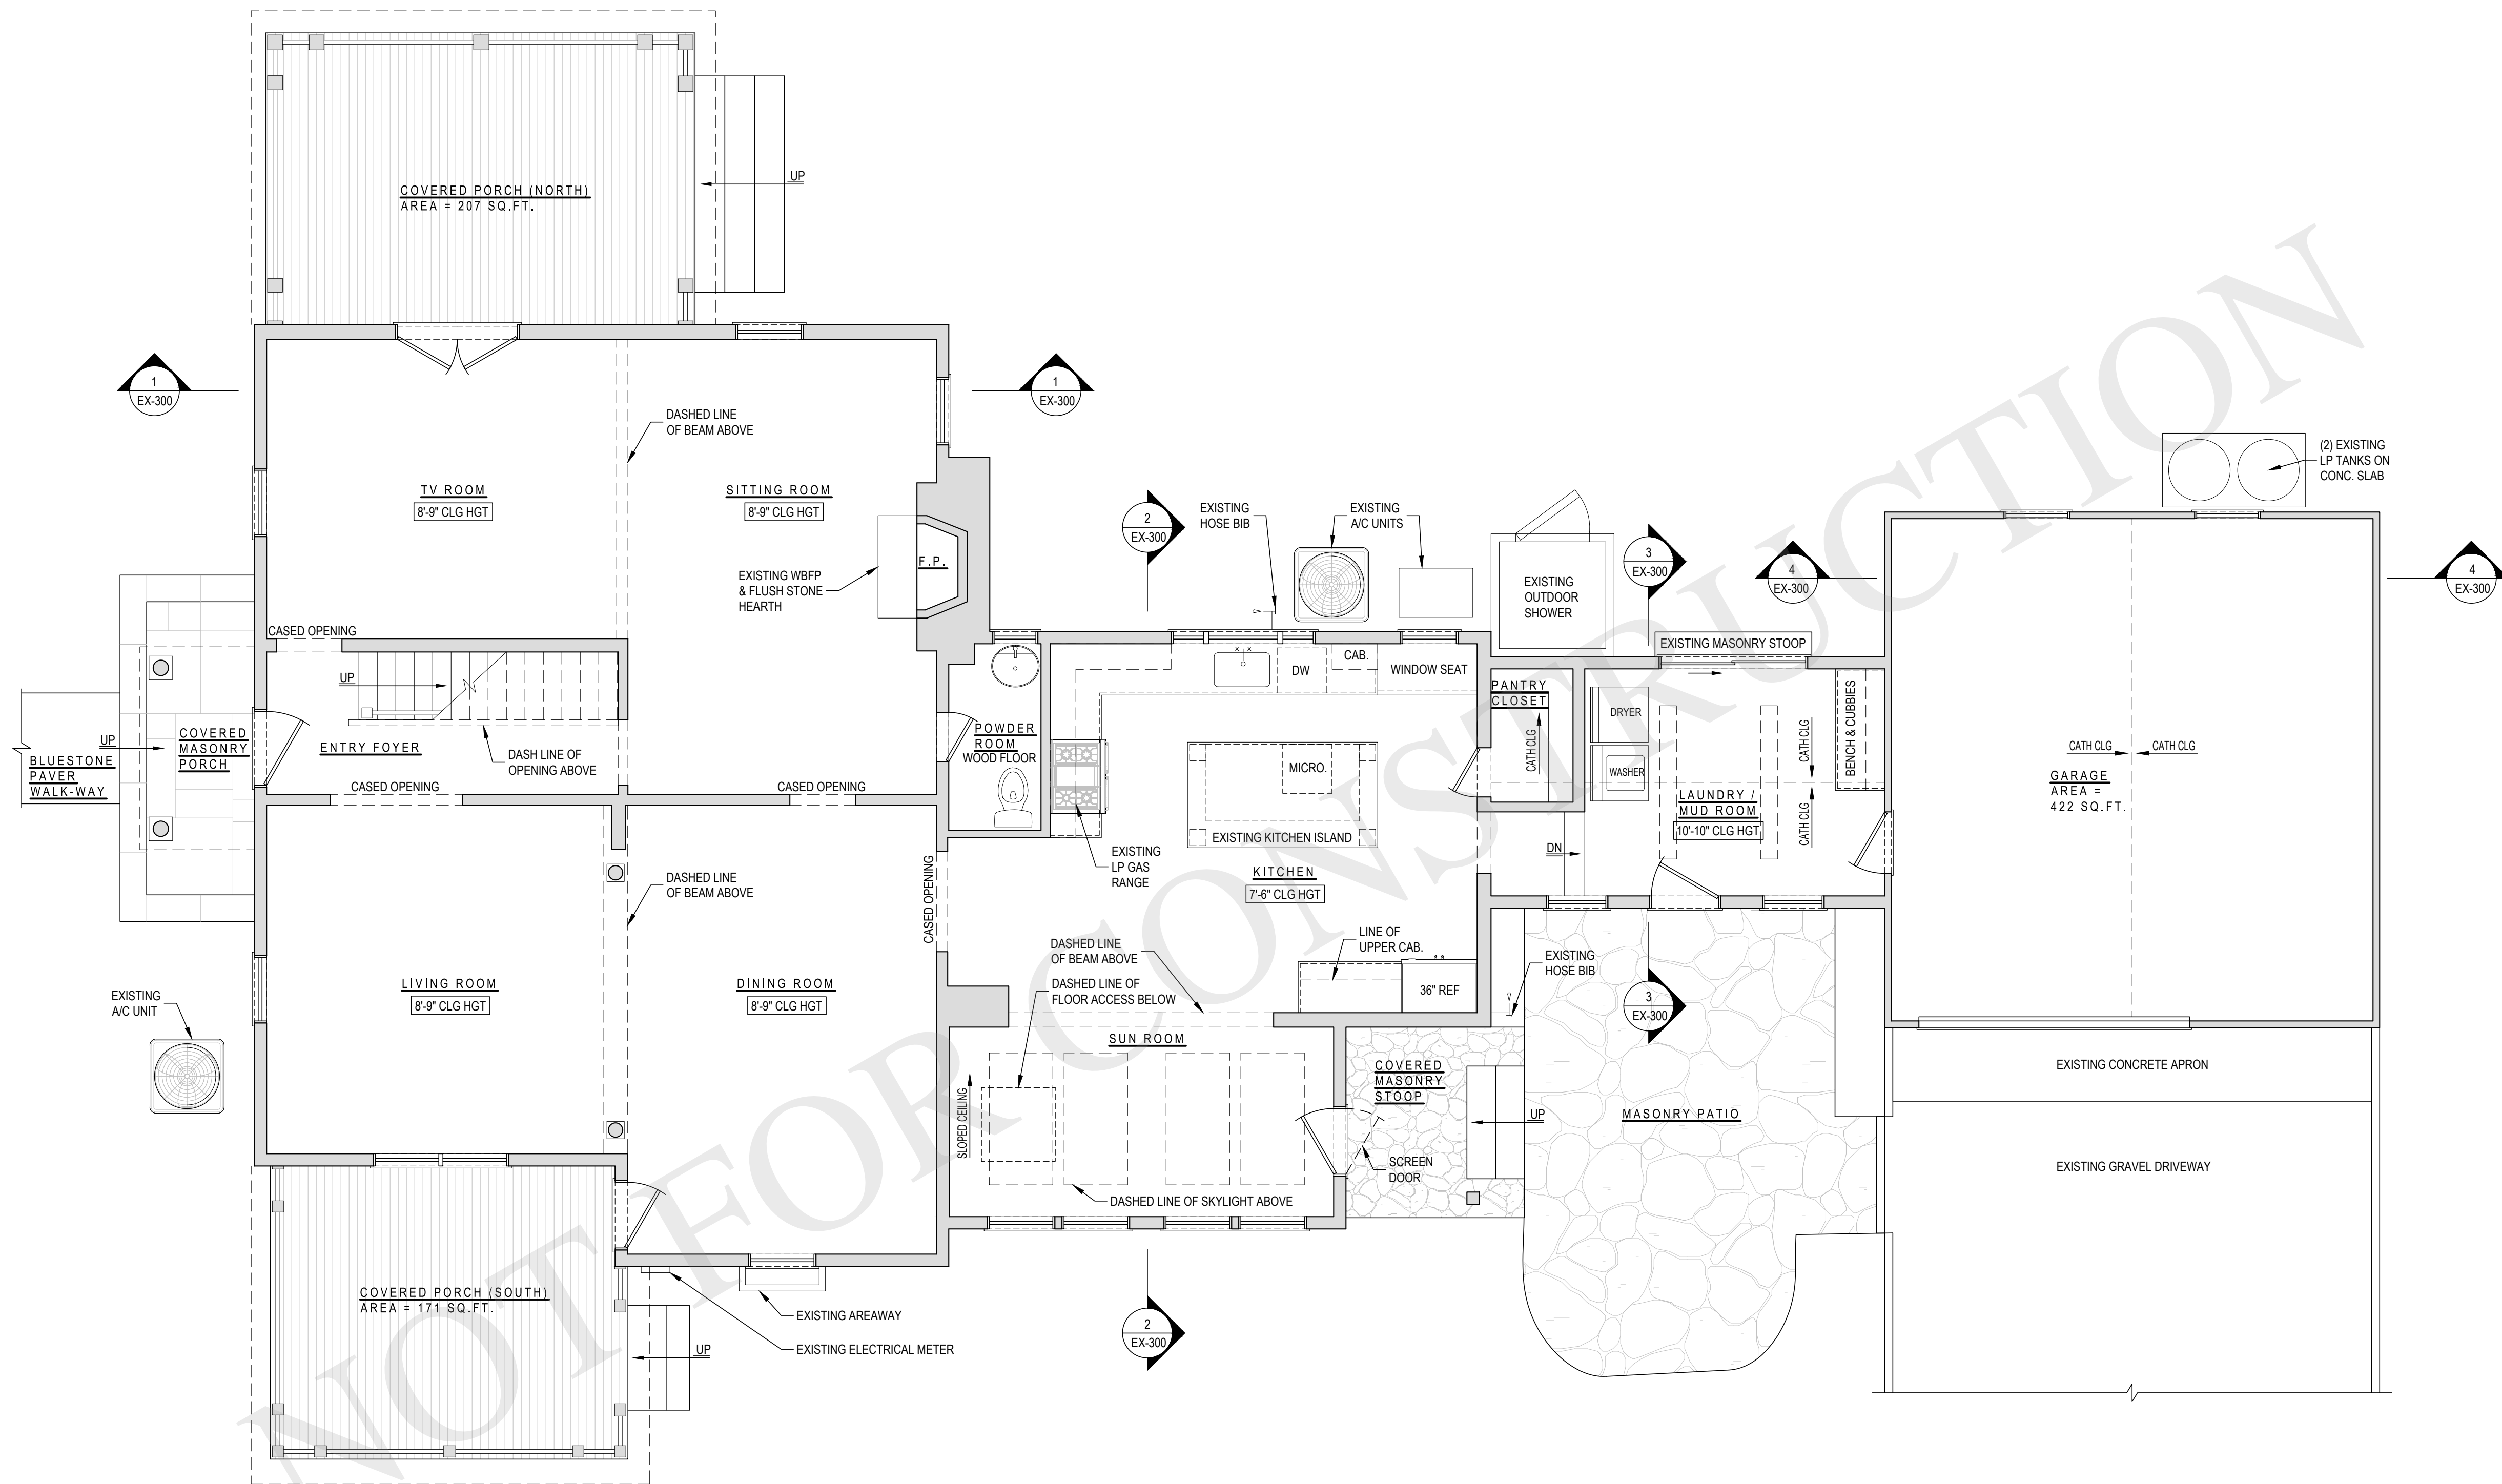 COVERED PORCH (NORTH)
AREA = 207 SQ.FT.
UP
1
EX-300
1
EX-300
DASHED LINE
OF BEAM ABOVE
TV ROOM
8'-9" CLG HGT
SITTING ROOM
8'-9" CLG HGT
F.P.
EXISTING WBFP
& FLUSH STONE
HEARTH
2
EX-300
EXISTING
HOSE BIB
EXISTING
A/C UNITS
EXISTING
OUTDOOR
SHOWER
3
EX-300
4
EX-300
4
EX-300
(2) EXISTING
LP TANKS ON
CONC. SLAB
CASED OPENING
UP
ENTRY FOYER
DASH LINE OF
OPENING ABOVE
CASED OPENING
CASED OPENING
UP
BLUESTONE
PAVER
WALK-WAY
COVERED
MASONRY
PORCH
POWDER
ROOM
WOOD FLOOR
DW
CAB.
WINDOW SEAT
MICRO.
EXISTING KITCHEN ISLAND
EXISTING
LP GAS
RANGE
KITCHEN
7'-6" CLG HGT
CASED OPENING
PANTRY
CLOSET
CATH CLG
EXISTING MASONRY STOOP
DRYER
WASHER
LAUNDRY /
MUD ROOM
10'-10" CLG HGT
CATH CLG
CATH CLG
BENCH & CUBBIES
DN
CATH CLG
CATH CLG
GARAGE
AREA =
422 SQ.FT.
DASHED LINE
OF BEAM ABOVE
LIVING ROOM
8'-9" CLG HGT
DINING ROOM
8'-9" CLG HGT
EXISTING
A/C UNIT
DASHED LINE
OF BEAM ABOVE
DASHED LINE OF
FLOOR ACCESS BELOW
LINE OF
UPPER CAB.
36" REF
EXISTING
HOSE BIB
3
EX-300
SUN ROOM
SLOPED CEILING
DASHED LINE OF SKYLIGHT ABOVE
COVERED
MASONRY
STOOP
UP
SCREEN
DOOR
MASONRY PATIO
EXISTING CONCRETE APRON
EXISTING GRAVEL DRIVEWAY
COVERED PORCH (SOUTH)
AREA = 171 SQ.FT.
UP
EXISTING AREAWAY
EXISTING ELECTRICAL METER
2
EX-300
NOT FOR CONSTRUCTION